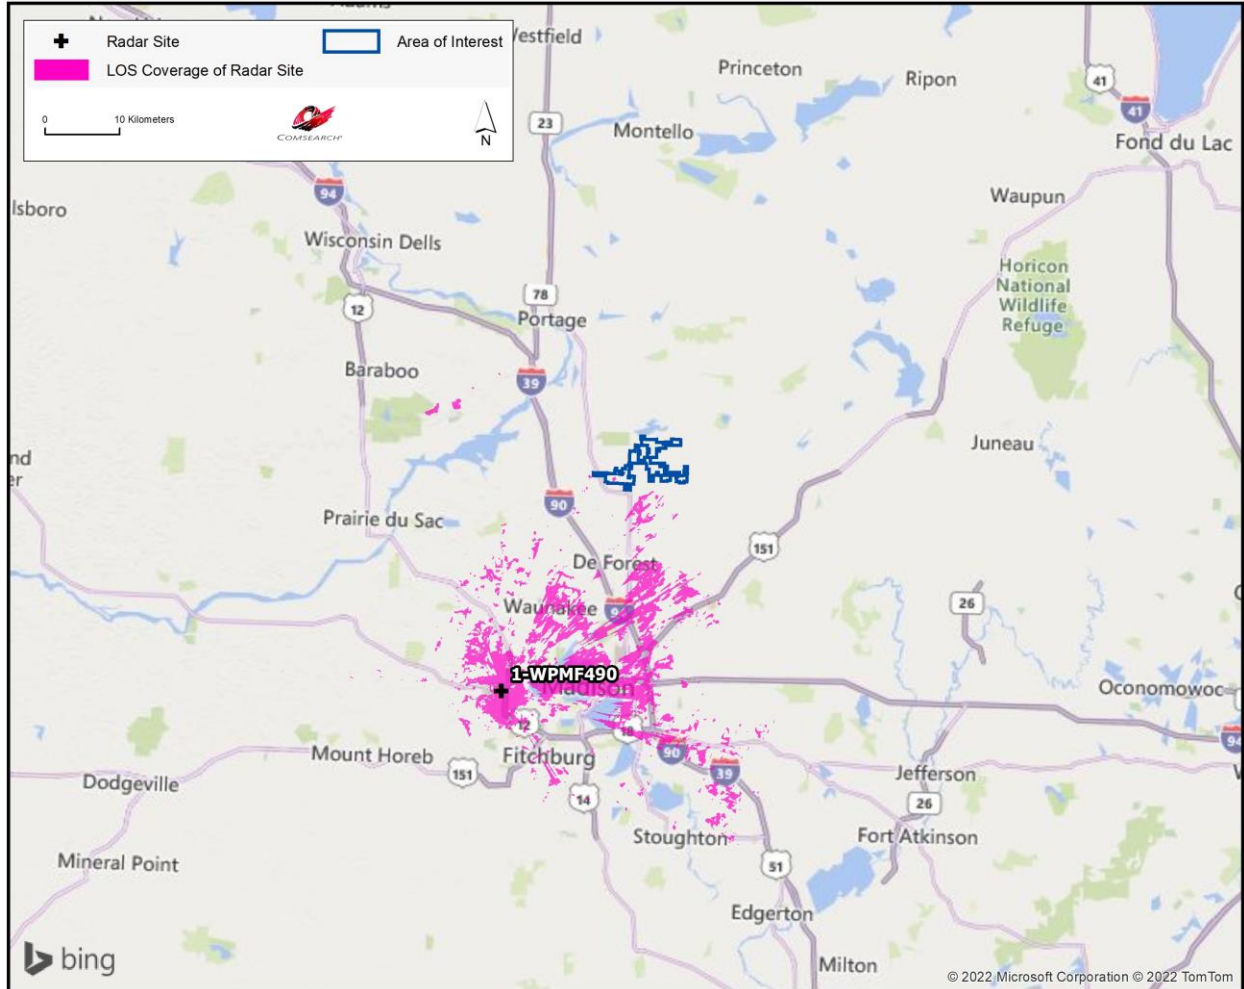 Radar Site
Area of Interest
LOS Coverage of Radar Site
0
10 Kilometers
COMSEARCH
N
Westfield
Princeton
Ripon
41
41
23
Montello
Fond du Lac
94
Waupun
Wisconsin Dells
Horicon
National
Wildlife
Refuge
78
12
Portage
Baraboo
39
Juneau
90
Prairie du Sac
151
De Forest
26
Waunakee
1-WPMF490
Madison
Oconomowoc
12
18
94
Mount Horeb
Fitchburg
90
151
39
Dodgeville
Jefferson
14
26
Stoughton
Fort Atkinson
Mineral Point
51
Edgerton
bing
Milton
© 2022 Microsoft Corporation © 2022 TomTom